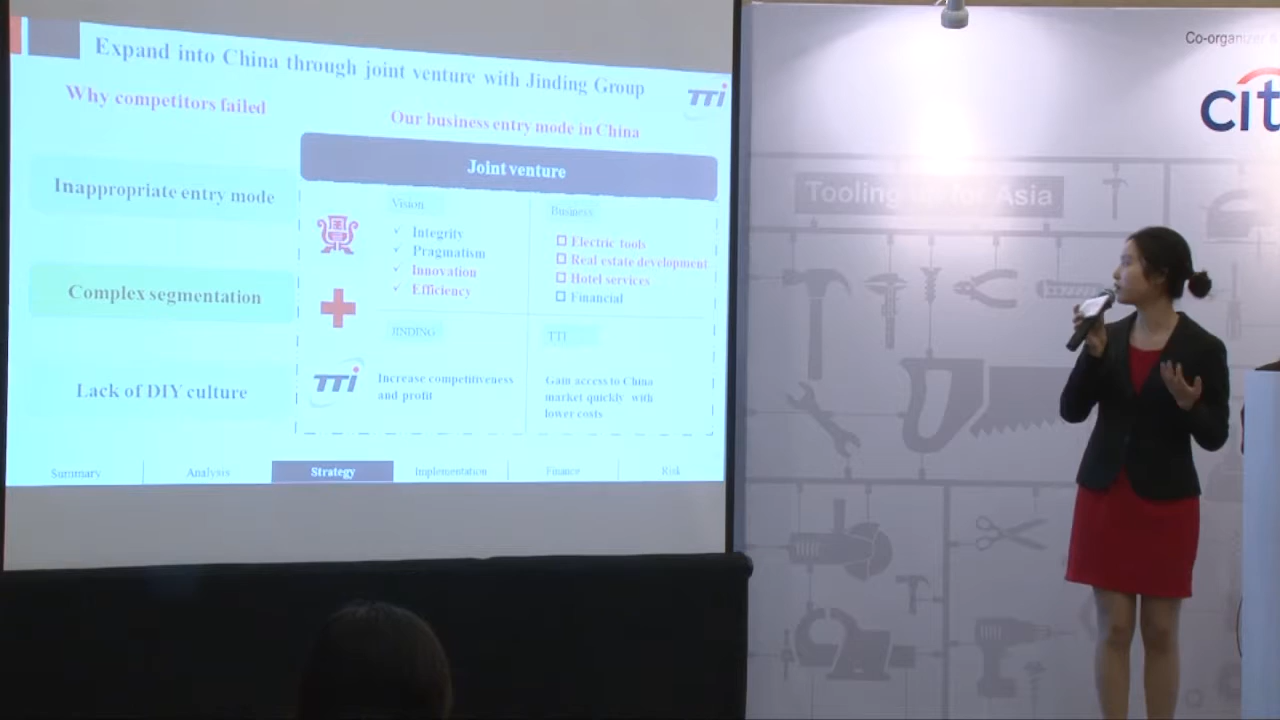 Expand into China through joint venture with Jinding Group
TTi
Why competitors failed
Our business entry mode in China
Inappropriate entry mode
Complex segmentation
Lack of DIY culture
Joint venture
Vision
✓ Integrity
✓ Pragmatism
✓ Innovation
✓ Efficiency
Business
☐ Electric tools
☐ Real estate development
☐ Hotel services
☐ Financial
JINDING
Increase competitiveness
and profit
TTI
Gain access to China
market quickly with
lower costs
TTi
Summary
Analysis
Strategy
Implementation
Finance
Risk
Co-organizer
cit
Tooling
for Asia